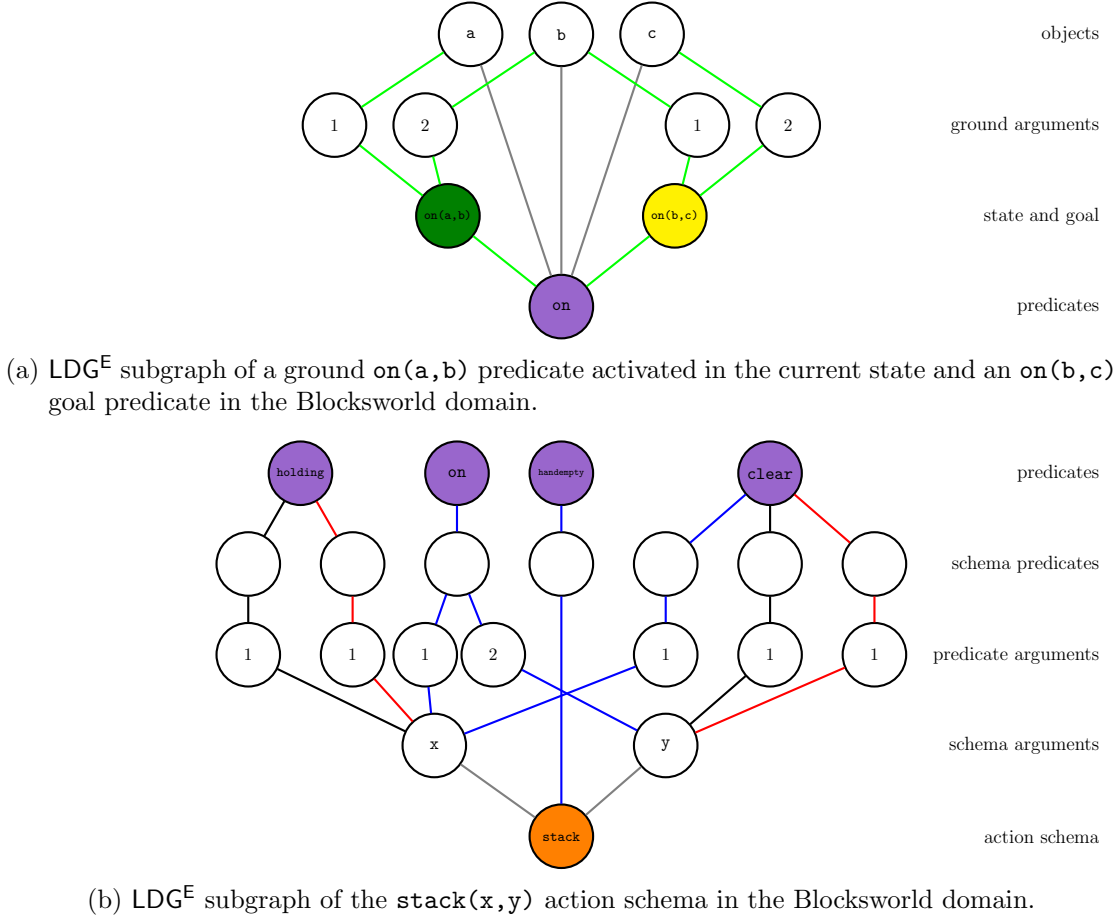 a b c objects
1 2 1 2 ground arguments
on(a,b) on(b,c) state and goal
on predicates
(a) LDGᴱ subgraph of a ground on(a,b) predicate activated in the current state and an on(b,c)
goal predicate in the Blocksworld domain.
holding on handempty clear predicates
schema predicates
1 1 1 2 1 1 1 predicate arguments
x y schema arguments
stack action schema
(b) LDGᴱ subgraph of the stack(x,y) action schema in the Blocksworld domain.